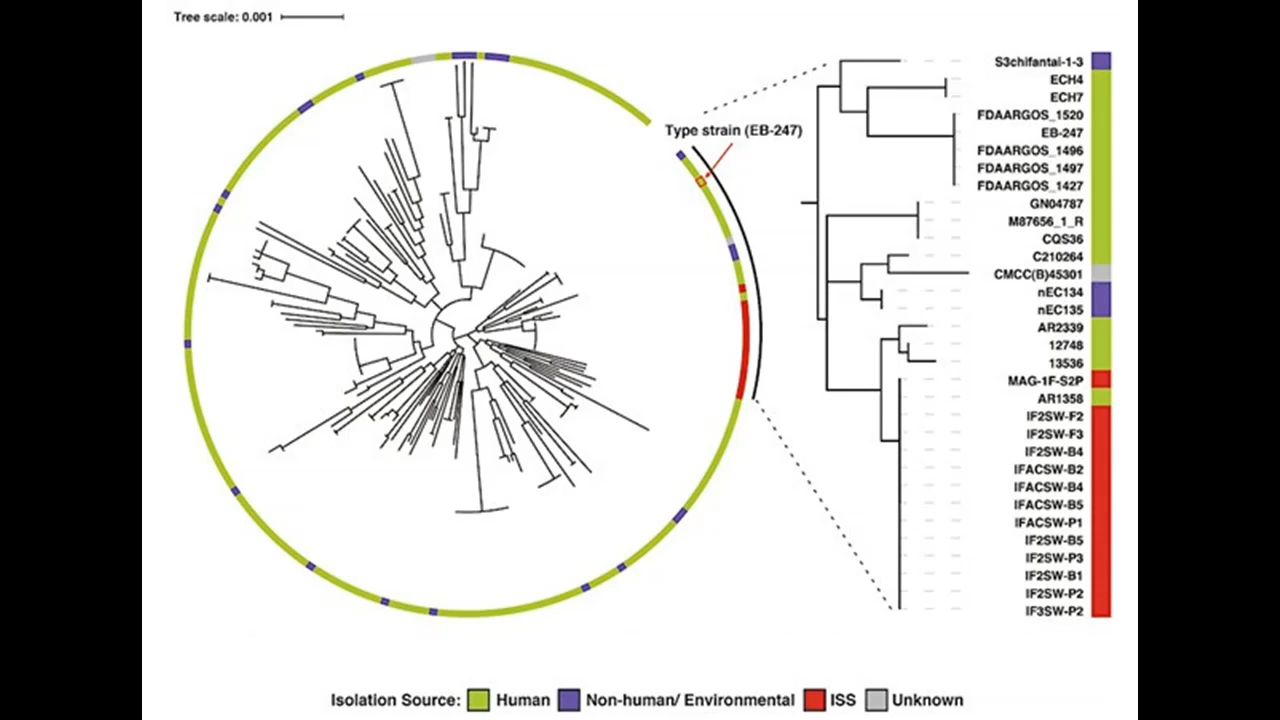 Tree scale: 0.001
Type strain (EB-247)
S3chifantai-1-3
ECH4
ECH7
FDAARGOS_1520
EB-247
FDAARGOS_1496
FDAARGOS_1497
FDAARGOS_1427
GN04787
M87656_1_R
CQS36
C210264
CMCC(B)45301
nEC134
nEC135
AR2339
12748
13536
MAG-1F-S2P
AR1358
IF2SW-F2
IF2SW-F3
IF2SW-B4
IFACSW-B2
IFACSW-B4
IFACSW-B5
IFACSW-P1
IF2SW-B5
IF2SW-P3
IF2SW-B1
IF2SW-P2
IF3SW-P2
Isolation Source: Human Non-human/ Environmental ISS Unknown